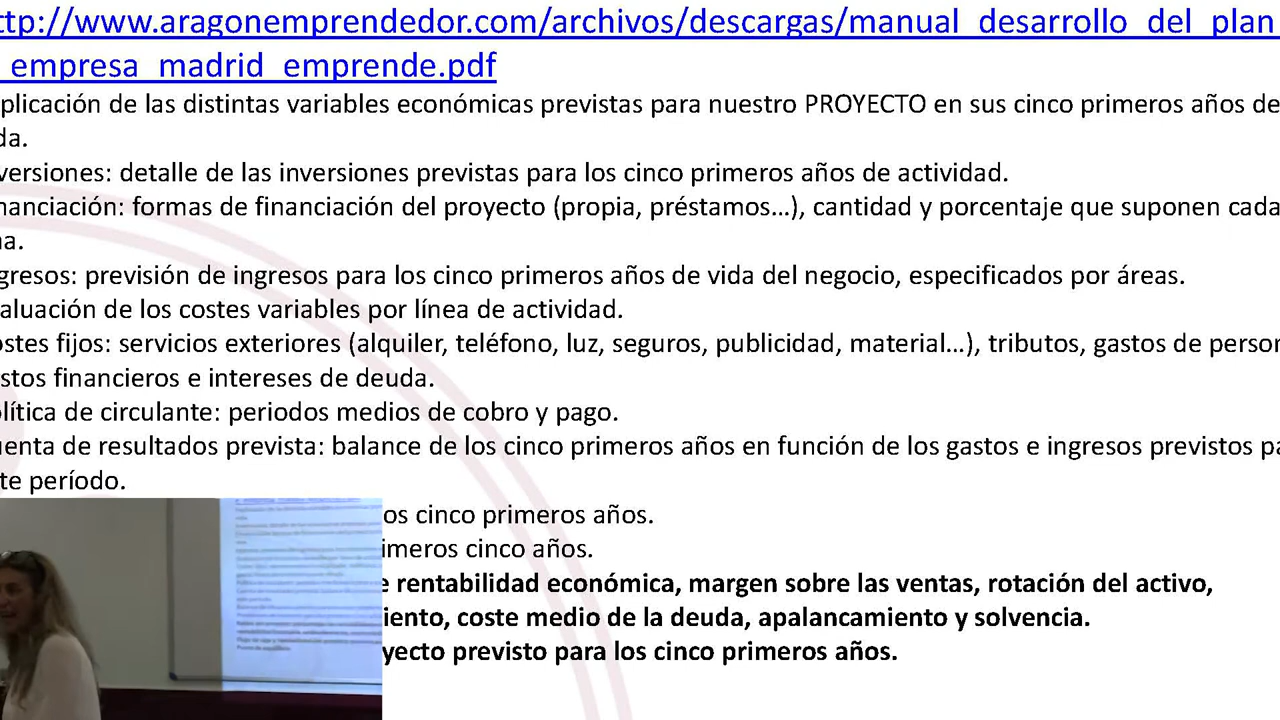 ttp://www.aragonemprendedor.com/archivos/descargas/manual_desarrollo_del_plan_
_empresa_madrid_emprende.pdf
plicación de las distintas variables económicas previstas para nuestro PROYECTO en sus cinco primeros años de
da.
versiones: detalle de las inversiones previstas para los cinco primeros años de actividad.
nanciación: formas de financiación del proyecto (propia, préstamos...), cantidad y porcentaje que suponen cada
na.
gresos: previsión de ingresos para los cinco primeros años de vida del negocio, especificados por áreas.
aluación de los costes variables por línea de actividad.
ostes fijos: servicios exteriores (alquiler, teléfono, luz, seguros, publicidad, material...), tributos, gastos de person
stos financieros e intereses de deuda.
olítica de circulante: periodos medios de cobro y pago.
uenta de resultados prevista: balance de los cinco primeros años en función de los gastos e ingresos previstos pa
te período.
os cinco primeros años.
imeros cinco años.
e rentabilidad económica, margen sobre las ventas, rotación del activo,
iento, coste medio de la deuda, apalancamiento y solvencia.
yecto previsto para los cinco primeros años.